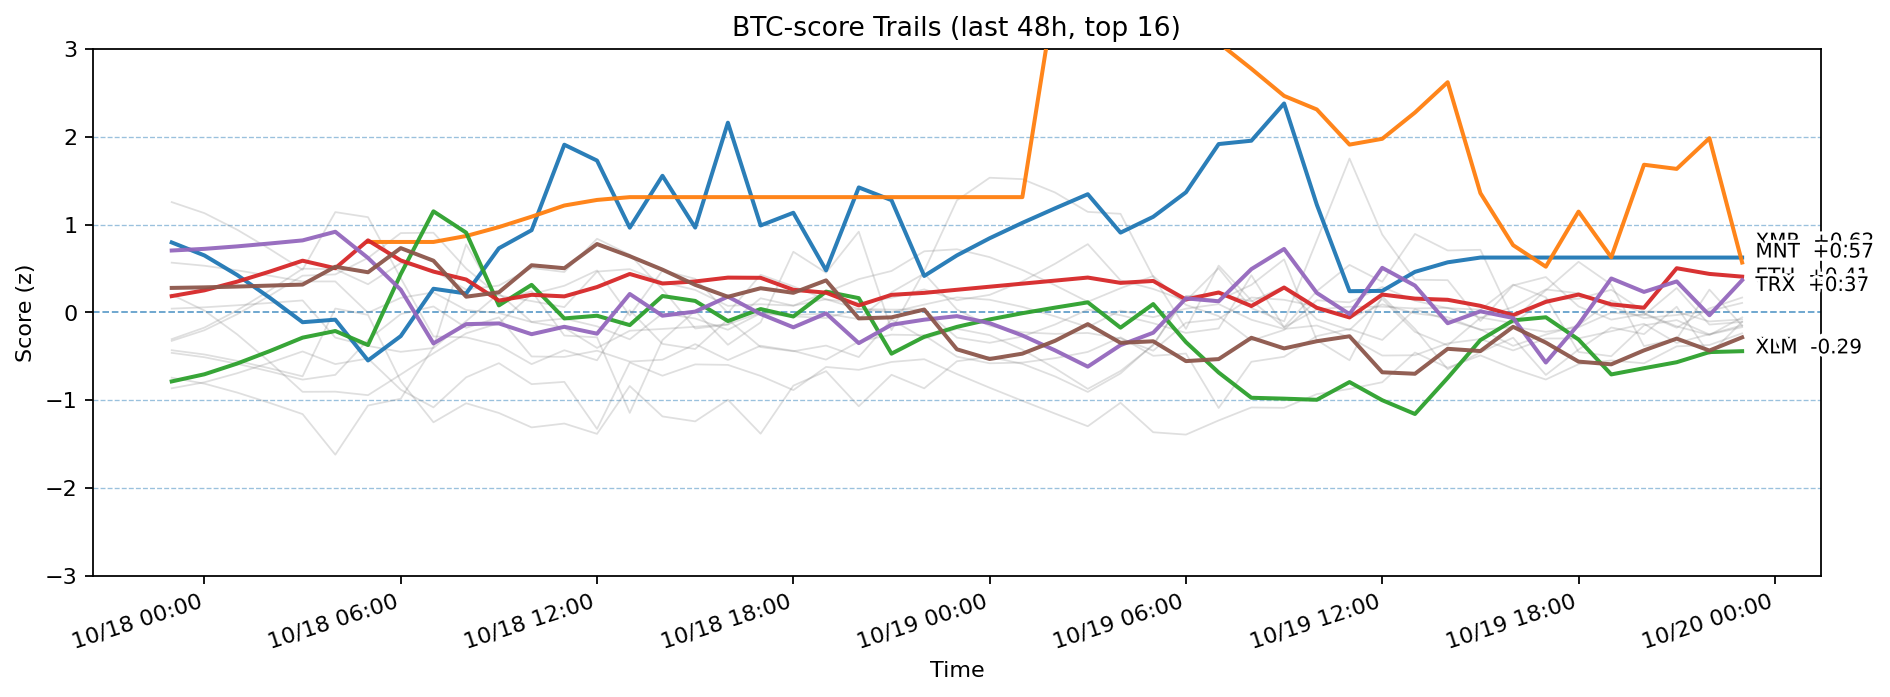 BTC-score Trails (last 48h, top 16)
Score (z)
3
2
1
0
−1
−2
−3
MNT +0.57
TRX +0.37
XLM -0.29
10/18 00:00
10/18 06:00
10/18 12:00
10/18 18:00
10/19 00:00
10/19 06:00
10/19 12:00
10/19 18:00
10/20 00:00
Time